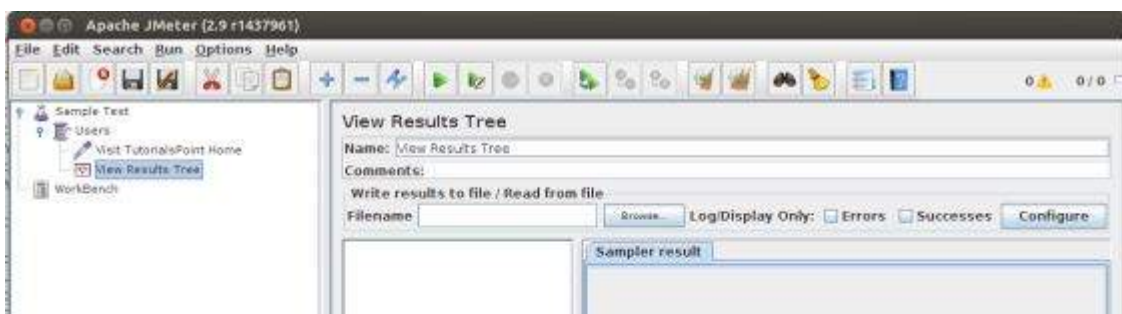 Apache JMeter (2.9 r1437961)
File Edit Search Run Options Help
0 0 / 0
Sample Test
Users
Visit TutorialsPoint Home
View Results Tree
WorkBench
View Results Tree
Name: View Results Tree
Comments:
Write results to file / Read from file
Filename Browse... Log/Display Only: Errors Successes Configure
Sampler result